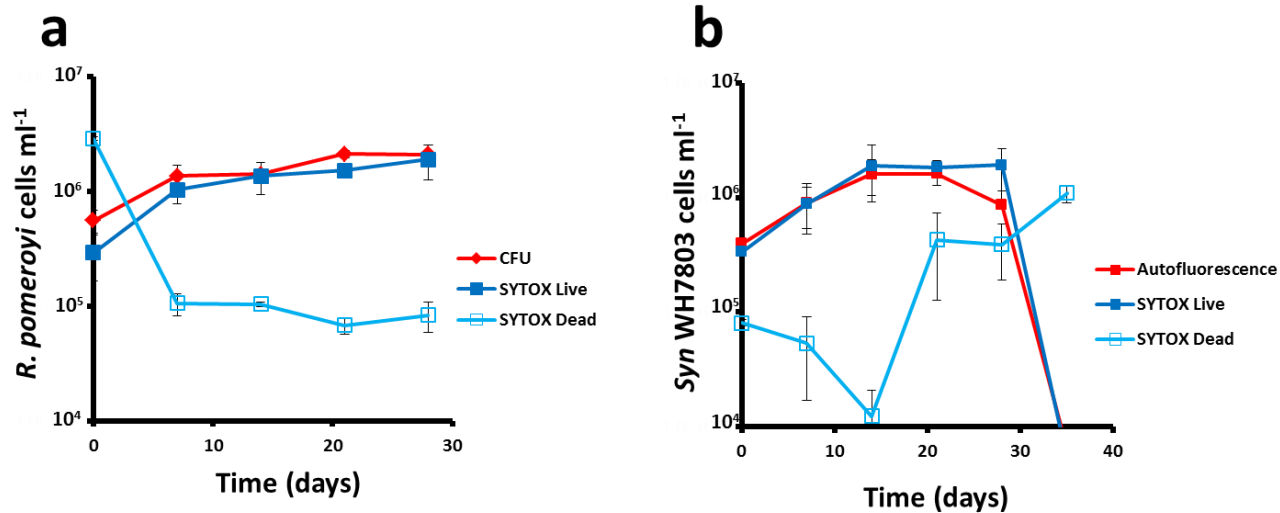 a
10⁷
10⁶
10⁵
10⁴
R. pomeroyi cells ml⁻¹
0
10
20
30
Time (days)
CFU
SYTOX Live
SYTOX Dead
b
10⁷
10⁶
10⁵
10⁴
Syn WH7803 cells ml⁻¹
0
10
20
30
40
Time (days)
Autofluorescence
SYTOX Live
SYTOX Dead